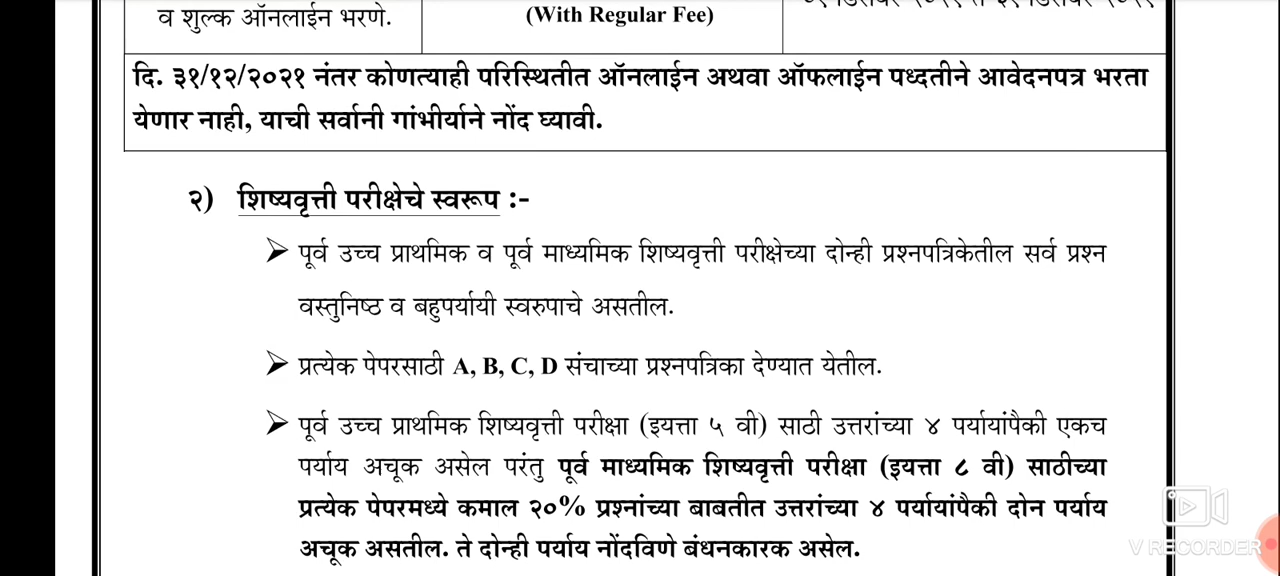 व शुल्क ऑनलाईन भरणे.
(With Regular Fee)
दि. ३१/१२/२०२१ नंतर कोणत्याही परिस्थितीत ऑनलाईन अथवा ऑफलाईन पध्दतीने आवेदनपत्र भरता
येणार नाही, याची सर्वानी गांभीर्याने नोंद घ्यावी.
२) शिष्यवृत्ती परीक्षेचे स्वरूप :-
➢ पूर्व उच्च प्राथमिक व पूर्व माध्यमिक शिष्यवृत्ती परीक्षेच्या दोन्ही प्रश्नपत्रिकेतील सर्व प्रश्न
वस्तुनिष्ठ व बहुपर्यायी स्वरुपाचे असतील.
➢ प्रत्येक पेपरसाठी A, B, C, D संचाच्या प्रश्नपत्रिका देण्यात येतील.
➢ पूर्व उच्च प्राथमिक शिष्यवृत्ती परीक्षा (इयत्ता ५ वी) साठी उत्तरांच्या ४ पर्यायांपैकी एकच
पर्याय अचूक असेल परंतु पूर्व माध्यमिक शिष्यवृत्ती परीक्षा (इयत्ता ८ वी) साठीच्या
प्रत्येक पेपरमध्ये कमाल २०% प्रश्नांच्या बाबतीत उत्तरांच्या ४ पर्यायांपैकी दोन पर्याय
अचूक असतील. ते दोन्ही पर्याय नोंदविणे बंधनकारक असेल.
V RECORDER